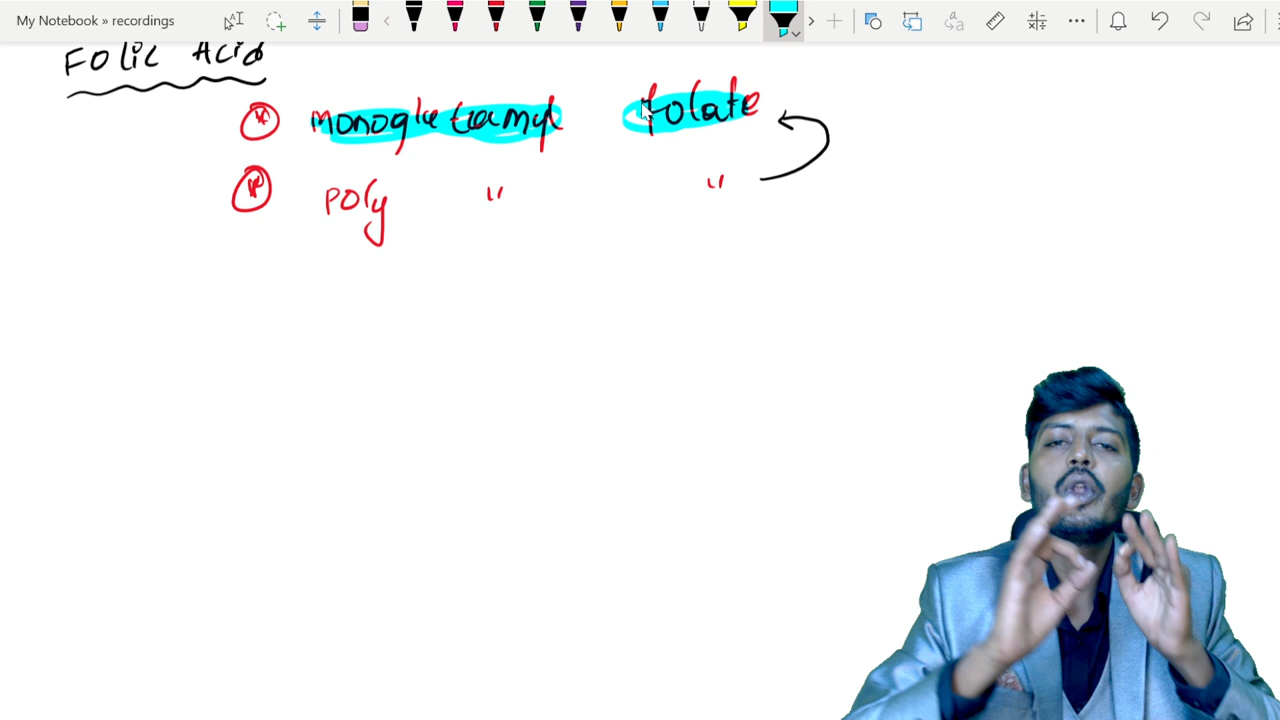 My Notebook » recordings
Folic Acid
monoglutamyl folate
poly " "